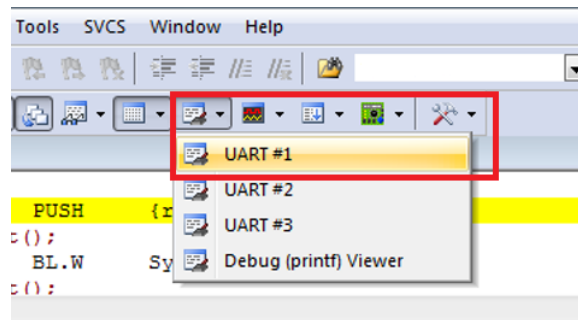 Tools SVCS Window Help
UART #1
UART #2
PUSH {r
UART #3
c();
BL.W Sy
Debug (printf) Viewer
c();